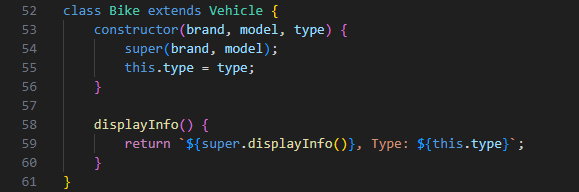 52 class Bike extends Vehicle {
53     constructor(brand, model, type) {
54         super(brand, model);
55         this.type = type;
56     }
57
58     displayInfo() {
59         return `${super.displayInfo()}, Type: ${this.type}`;
60     }
61 }